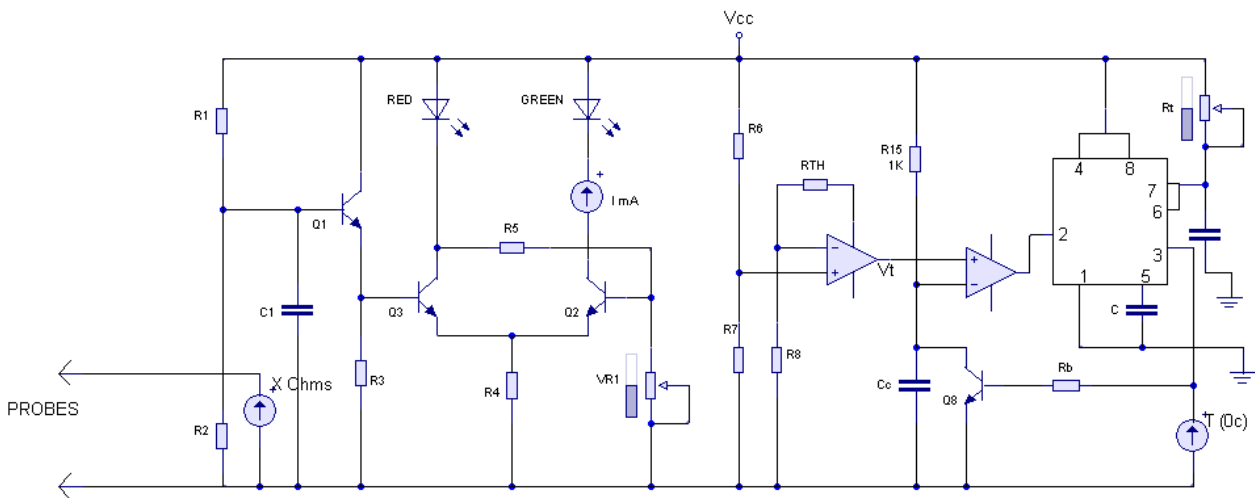 Vcc
RED
GREEN
Rt
R1
R6
R15
1K
RTH
4
8
7
6
I mA
Q1
R5
2
3
Vt
1
5
C1
Q3
Q2
C
R7
R8
R3
VR1
X Ohms
R4
Cc
Q8
Rb
PROBES
R2
T (0c)